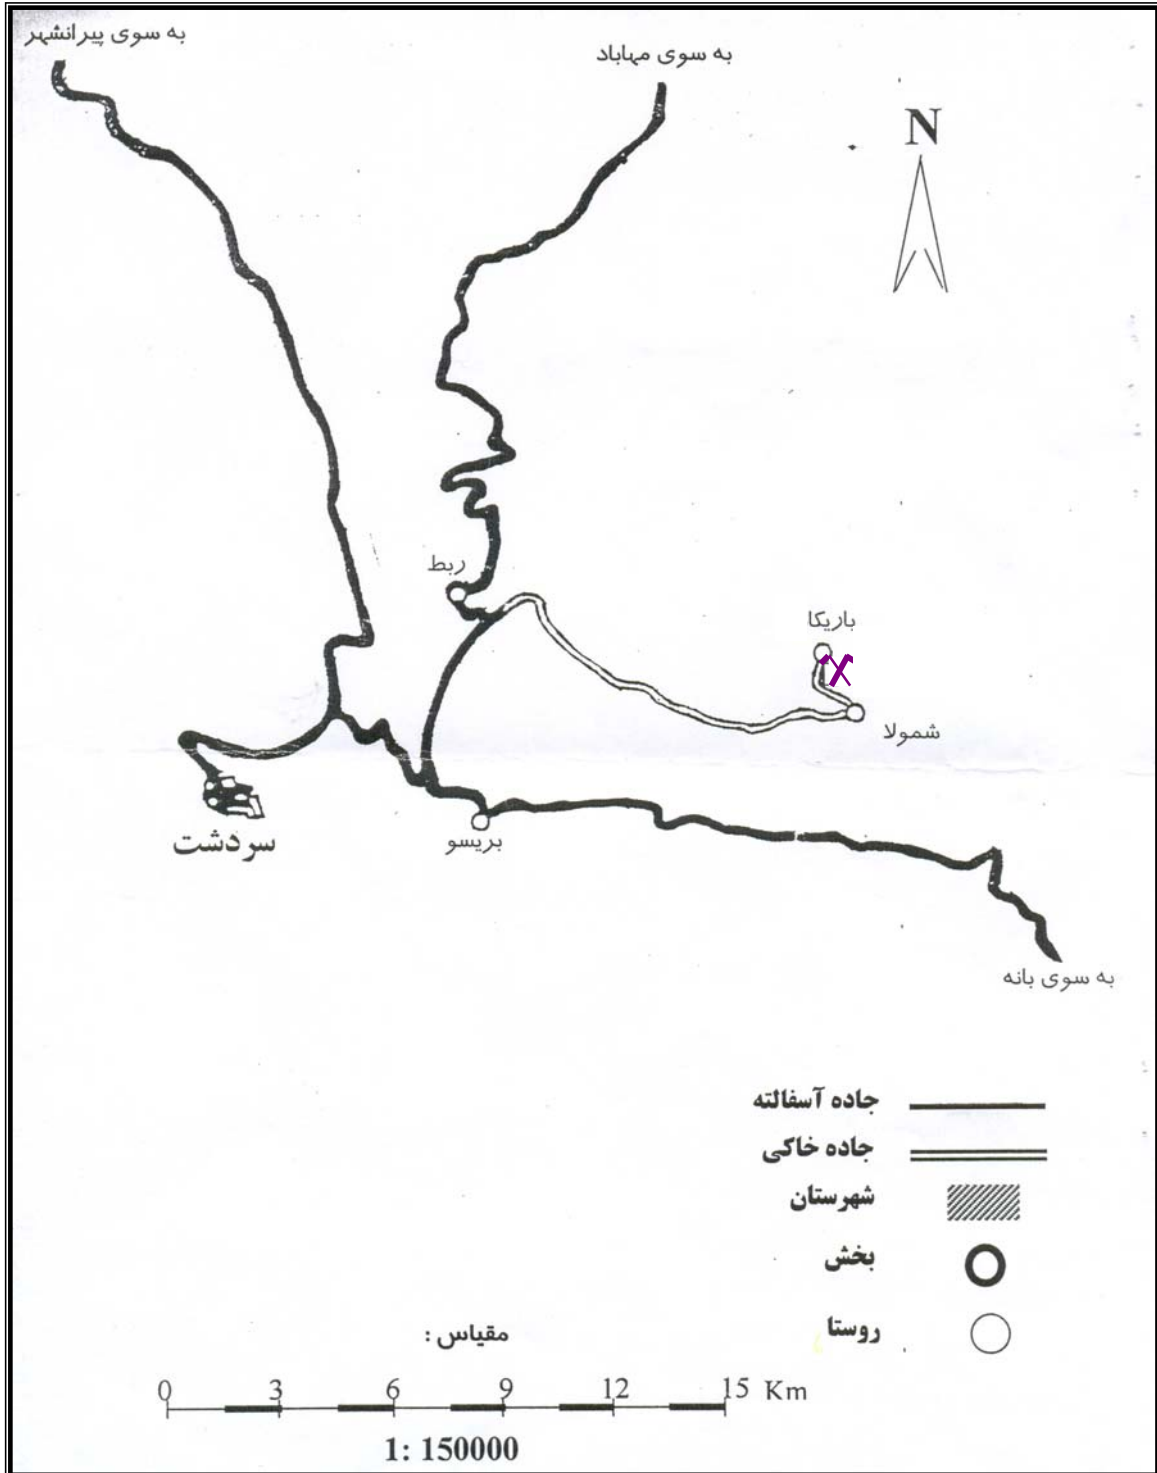 به سوی پیرانشهر
به سوی مهاباد
N
ربط
باریکا
شمولا
سردشت
بریسو
به سوی بانه
جاده آسفالته
جاده خاکی
شهرستان
بخش
روستا
مقیاس :
0 3 6 9 12 15 Km
1: 150000